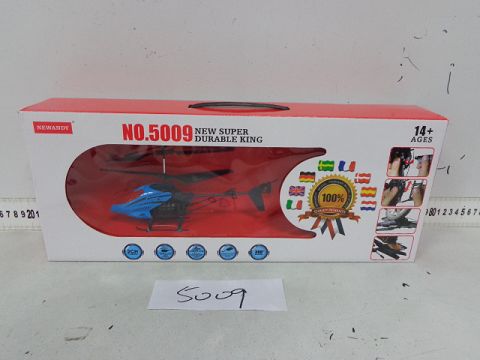 NEWANDY
NO.5009 NEW SUPER
DURABLE KING
14+
AGES
100%
5009